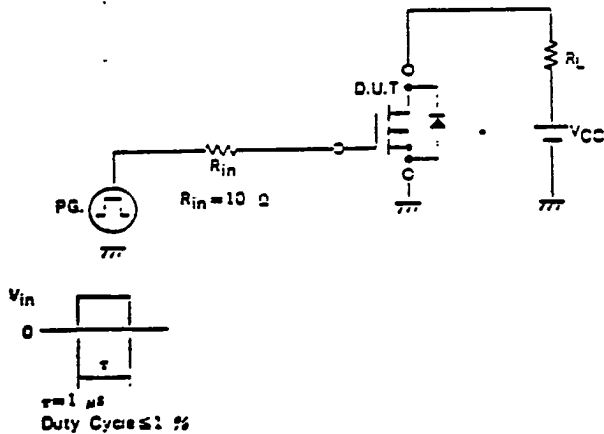 D.U.T
RL
VCC
Rin
Rin=10 Ω
PG.
Vin
0
τ
τ=1 μs
Duty Cycle≤1 %